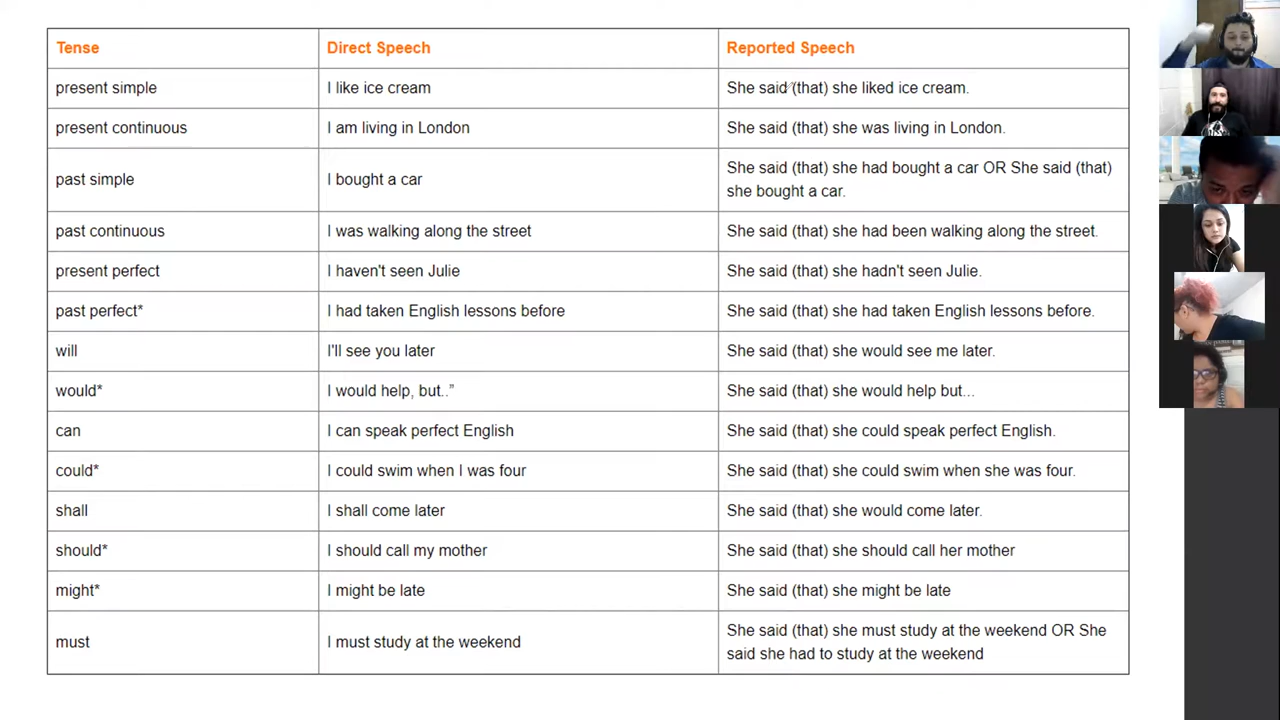 Tense Direct Speech Reported Speech
present simple I like ice cream She said (that) she liked ice cream.
present continuous I am living in London She said (that) she was living in London.
past simple I bought a car She said (that) she had bought a car OR She said (that)
she bought a car.
past continuous I was walking along the street She said (that) she had been walking along the street.
present perfect I haven't seen Julie She said (that) she hadn't seen Julie.
past perfect* I had taken English lessons before She said (that) she had taken English lessons before.
will I'll see you later She said (that) she would see me later.
would* I would help, but..” She said (that) she would help but...
can I can speak perfect English She said (that) she could speak perfect English.
could* I could swim when I was four She said (that) she could swim when she was four.
shall I shall come later She said (that) she would come later.
should* I should call my mother She said (that) she should call her mother
might* I might be late She said (that) she might be late
must I must study at the weekend She said (that) she must study at the weekend OR She
said she had to study at the weekend